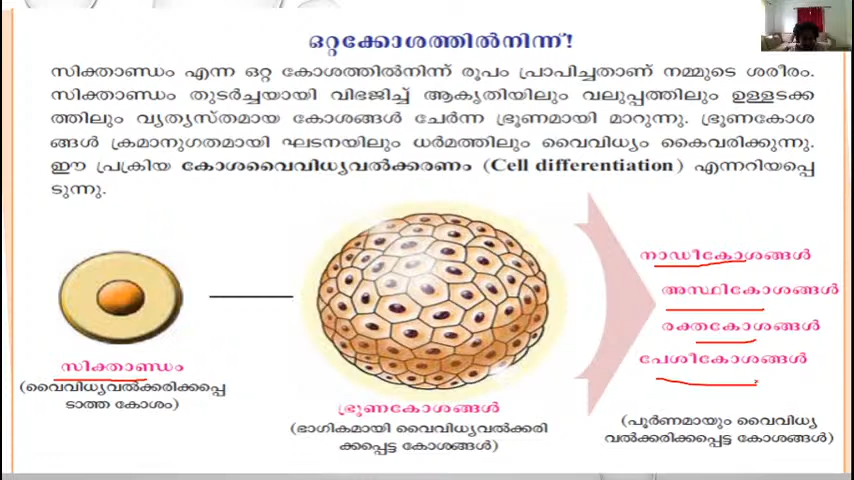 ഒറ്റക്കോശത്തിൽനിന്ന്!
സിക്താണ്ഡം എന്ന ഒറ്റ കോശത്തിൽനിന്ന് രൂപം പ്രാപിച്ചതാണ് നമ്മുടെ ശരീരം.
സിക്താണ്ഡം തുടർച്ചയായി വിഭജിച്ച് ആകൃതിയിലും വലുപ്പത്തിലും ഉള്ളടക്ക
ത്തിലും വ്യത്യസ്തമായ കോശങ്ങൾ ചേർന്ന ഭ്രൂണമായി മാറുന്നു. ഭ്രൂണകോശ
ങ്ങൾ ക്രമാനുഗതമായി ഘടനയിലും ധർമത്തിലും വൈവിധ്യം കൈവരിക്കുന്നു.
ഈ പ്രക്രിയ കോശവൈവിധ്യവൽക്കരണം (Cell differentiation) എന്നറിയപ്പെ
ടുന്നു.
സിക്താണ്ഡം
(വൈവിധ്യവൽക്കരിക്കപ്പെ
ടാത്ത കോശം)
ഭ്രൂണകോശങ്ങൾ
(ഭാഗികമായി വൈവിധ്യവൽക്കരി
ക്കപ്പെട്ട കോശങ്ങൾ)
നാഡീകോശങ്ങൾ
അസ്ഥികോശങ്ങൾ
രക്തകോശങ്ങൾ
പേശീകോശങ്ങൾ
(പൂർണമായും വൈവിധ്യ
വൽക്കരിക്കപ്പെട്ട കോശങ്ങൾ)